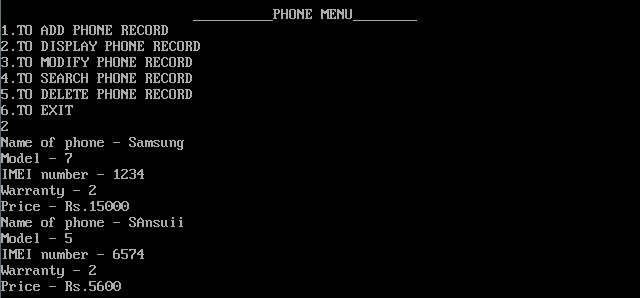 __________PHONE MENU________
1.TO ADD PHONE RECORD
2.TO DISPLAY PHONE RECORD
3.TO MODIFY PHONE RECORD
4.TO SEARCH PHONE RECORD
5.TO DELETE PHONE RECORD
6.TO EXIT
2
Name of phone - Samsung
Model - 7
IMEI number - 1234
Warranty - 2
Price - Rs.15000
Name of phone - SAnsuii
Model - 5
IMEI number - 6574
Warranty - 2
Price - Rs.5600